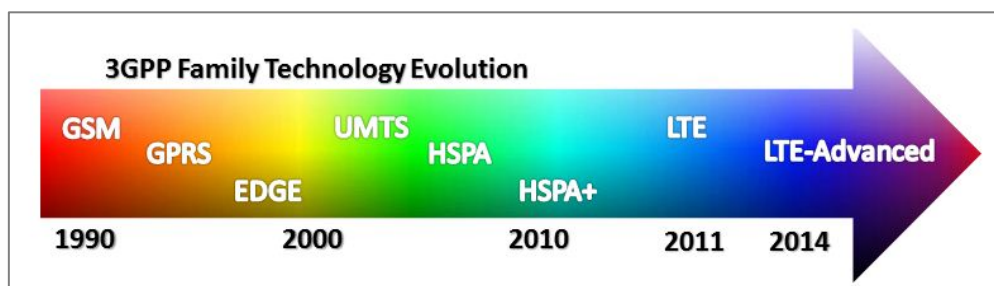 3GPP Family Technology Evolution
GSM
GPRS
EDGE
UMTS
HSPA
HSPA+
LTE
LTE-Advanced
1990
2000
2010
2011
2014